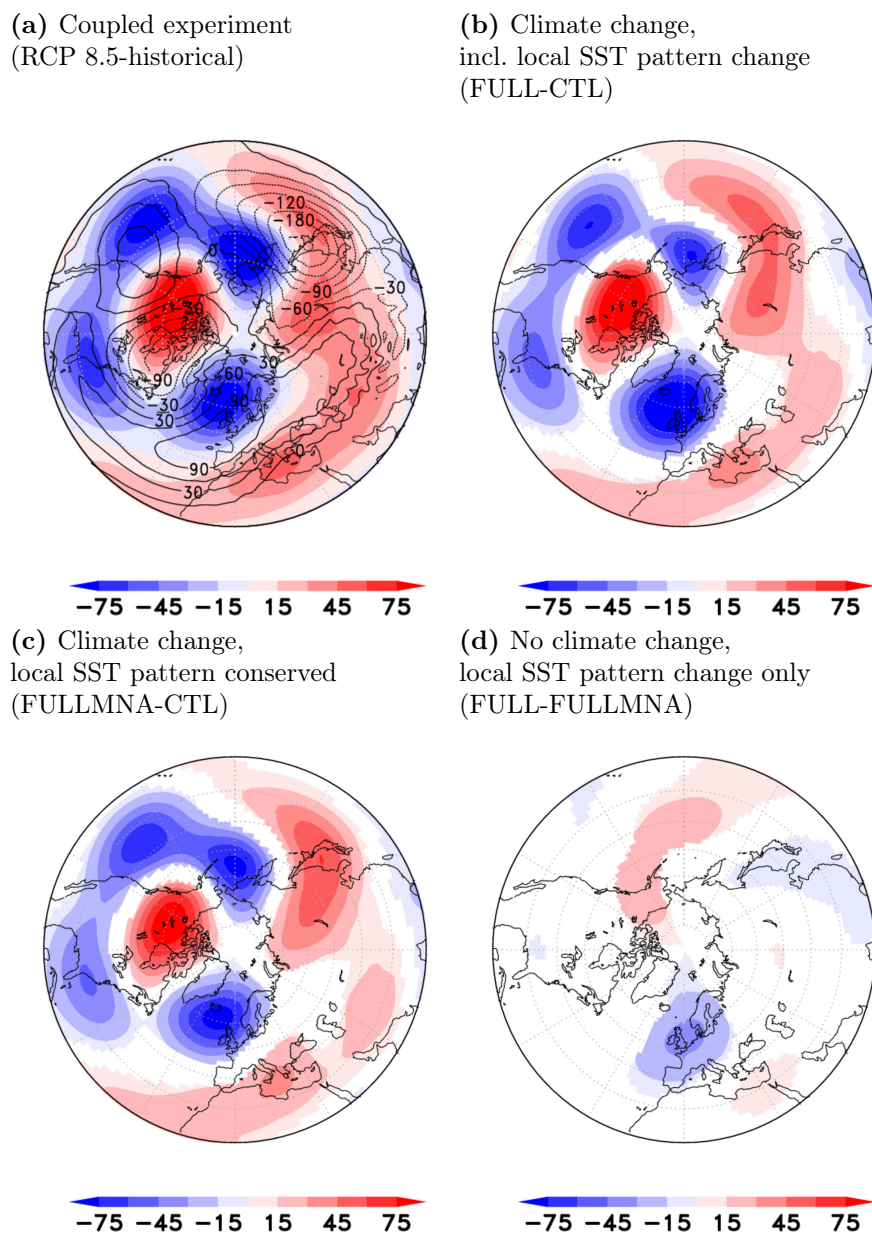 (a) Coupled experiment
(RCP 8.5-historical)
(b) Climate change,
incl. local SST pattern change
(FULL-CTL)
-120
-180
0
-30
-90
-30
-60
30
-90
-60
-30
-90
30
0
90
30
-75 -45 -15 15 45 75
-75 -45 -15 15 45 75
(c) Climate change,
local SST pattern conserved
(FULLMNA-CTL)
(d) No climate change,
local SST pattern change only
(FULL-FULLMNA)
-75 -45 -15 15 45 75
-75 -45 -15 15 45 75